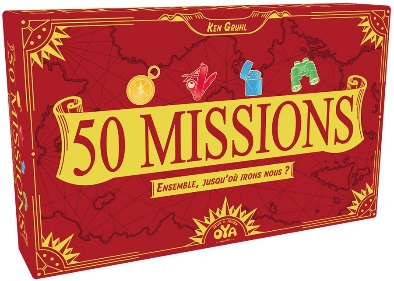 KEN GRUHL
50 MISSIONS
ENSEMBLE, JUSQU'OÙ IRONS NOUS ?
OYA
50 MISSIONS